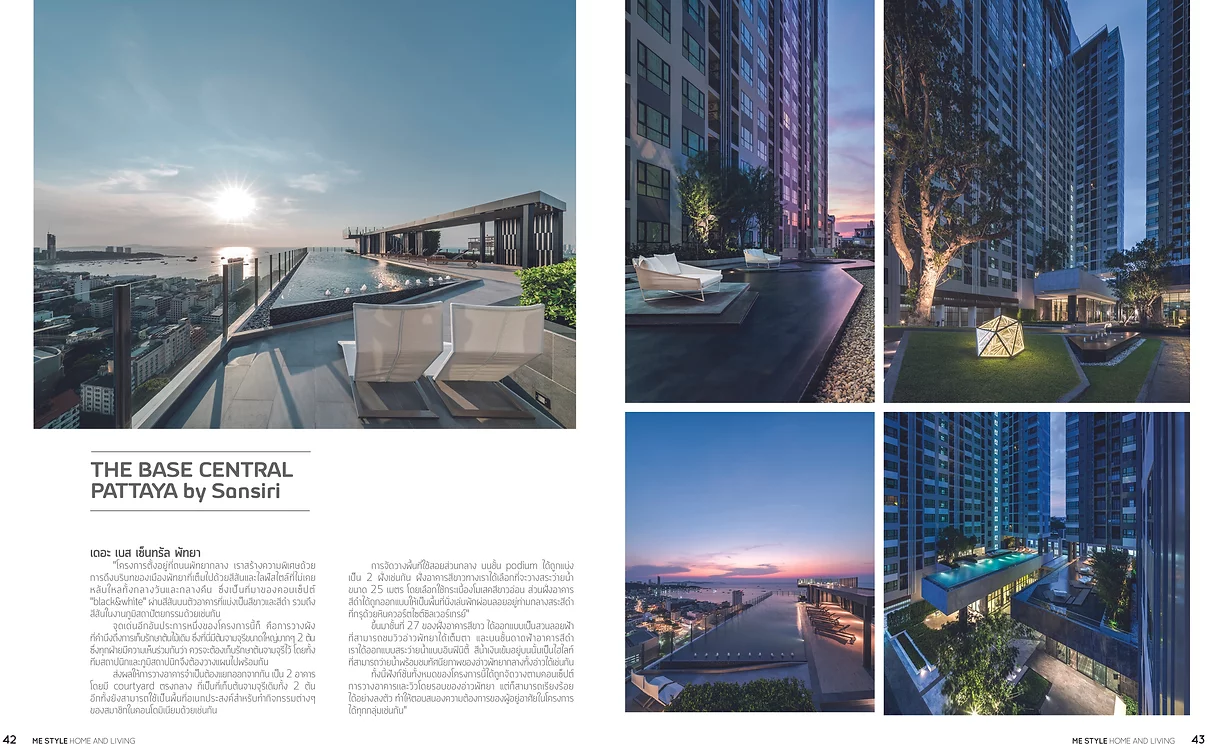 THE BASE CENTRAL
PATTAYA by Sansiri
เดอะ เบส เซ็นทรัล พัทยา
"โครงการตั้งอยู่ที่ถนนพัทยากลาง เราสร้างความพิเศษด้วย
การดึงบริบทของเมืองพัทยาที่เต็มไปด้วยสีสันและไลฟ์สไตล์ที่ไม่เคย
หลับใหลทั้งกลางวันและกลางคืน ซึ่งเป็นที่มาของคอนเซ็ปต์
"black&white" ผ่านสีสันบนตัวอาคารที่แบ่งเป็นสีขาวและสีดำ รวมถึง
สีสันในงานภูมิสถาปัตยกรรมด้วยเช่นกัน
จุดเด่นอีกอันประการหนึ่งของโครงการนี้ก็ คือการวางผัง
ที่คำนึงถึงการเก็บรักษาต้นไม้เดิม ซึ่งที่นี่มีต้นจามจุรีขนาดใหญ่มากๆ 2 ต้น
ซึ่งทุกฝ่ายมีความเห็นร่วมกันว่า ควรจะต้องเก็บรักษาต้นจามจุรีไว้ โดยทั้ง
ทีมสถาปนิกและภูมิสถาปนิกจึงต้องวางแผนไปพร้อมกัน
ส่งผลให้การวางอาคารจำเป็นต้องแยกออกจากกัน เป็น 2 อาคาร
โดยมี courtyard ตรงกลาง ที่เป็นที่เก็บต้นจามจุรีเดิมทั้ง 2 ต้น
อีกทั้งยังสามารถใช้เป็นพื้นที่อเนกประสงค์สำหรับทำกิจกรรมต่างๆ
ของสมาชิกในคอนโดมิเนียมด้วยเช่นกัน
การจัดวางพื้นที่ใช้สอยส่วนกลาง บนชั้น podium ได้ถูกแบ่ง
เป็น 2 ฝั่งเช่นกัน ฝั่งอาคารสีขาวทางเราได้เลือกที่จะวางสระว่ายน้ำ
ขนาด 25 เมตร โดยเลือกใช้กระเบื้องโมเสคสีขาวอ่อน ส่วนฝั่งอาคาร
สีดำได้ถูกออกแบบให้เป็นพื้นที่นั่งเล่นพักผ่อนลอยอยู่ท่ามกลางสระสีดำ
ที่กรุด้วยหินควอร์ตไซต์ซิลเวอร์เกรย์"
ขึ้นมาชั้นที่ 27 ของฝั่งอาคารสีขาว ได้ออกแบบเป็นสวนลอยฟ้า
ที่สามารถชมวิวอ่าวพัทยาได้เต็มตา และบนชั้นดาดฟ้าอาคารสีดำ
เราได้ออกแบบสระว่ายน้ำแบบอินฟินิตี้ สีน้ำเงินเข้มอยู่บนนั้นเป็นไฮไลท์
ที่สามารถว่ายน้ำพร้อมชมทัศนียภาพของอ่าวพัทยากลางทั้งอ่าวได้เช่นกัน
ทั้งนี้ฟังก์ชันทั้งหมดของโครงการนี้ได้ถูกจัดวางตามคอนเซ็ปต์
การวางอาคารและวิวโดยรอบของอ่าวพัทยา แต่ก็สามารถเรียงร้อย
ได้อย่างลงตัว ทำให้ตอบสนองความต้องการของผู้อยู่อาศัยในโครงการ
ได้ทุกกลุ่มเช่นกัน"
42 ME STYLE HOME AND LIVING
ME STYLE HOME AND LIVING 43